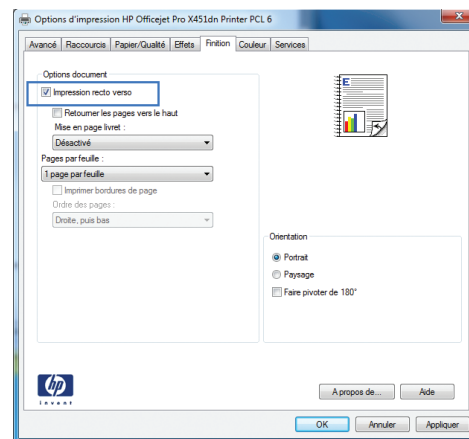 Options d'impression HP Officejet Pro X451dn Printer PCL 6
Avancé Raccourcis Papier/Qualité Effets Finition Couleur Services
Options document
Impression recto verso
Retourner les pages vers le haut
Mise en page livret :
Désactivé
Pages par feuille :
1 page par feuille
Imprimer bordures de page
Ordre des pages :
Droite, puis bas
E
Orientation
Portrait
Paysage
Faire pivoter de 180°
hp
invent
A propos de... Aide
OK Annuler Appliquer